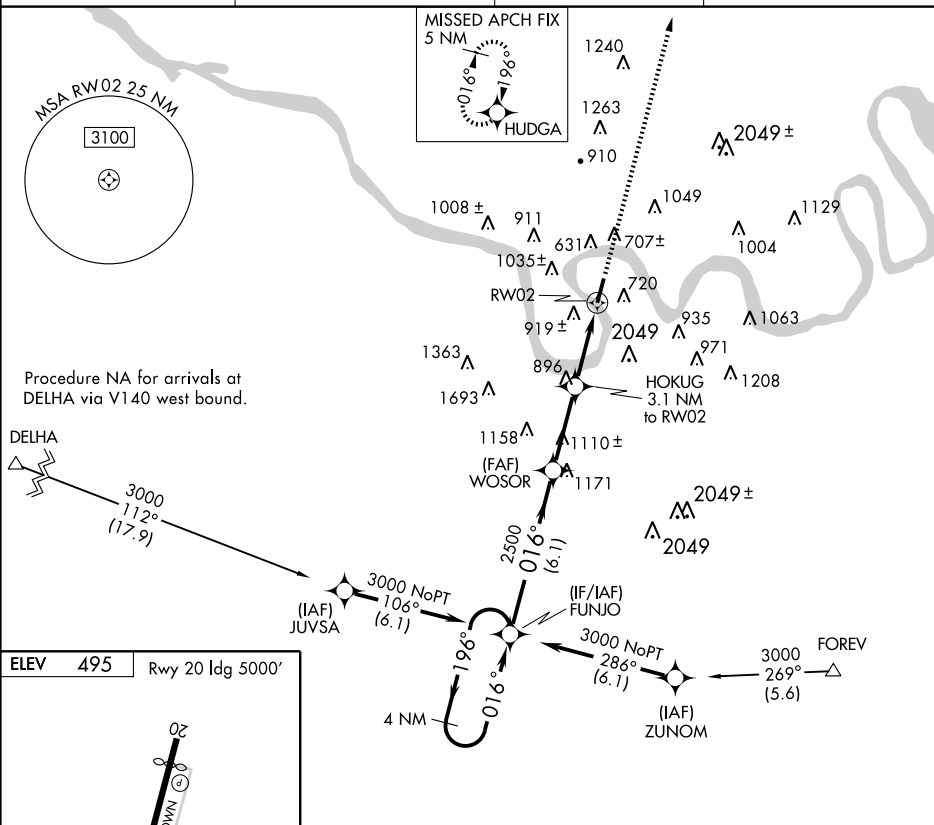 MISSED APCH FIX
5 NM
016°
196°
HUDGA
MSA RW02 25 NM
3100
1240
1263
910
2049 ±
1049
1129
1004
1008 ±
911
631
707±
1035±
RW02
720
919 ±
2049
935
1063
971
1208
1363
1693
896
HOKUG
3.1 NM
to RW02
Procedure NA for arrivals at
DELHA via V140 west bound.
DELHA
1158
1110±
(FAF)
WOSOR
1171
3000
112°
(17.9)
2049±
2049
2500
016°
(6.1)
3000 NoPT
106°
(6.1)
(IAF)
JUVSA
(IF/IAF)
FUNJO
3000 NoPT
286°
(6.1)
FOREV
3000
269°
(5.6)
(IAF)
ZUNOM
196°
016°
4 NM
ELEV 495
Rwy 20 ldg 5000'
20
P